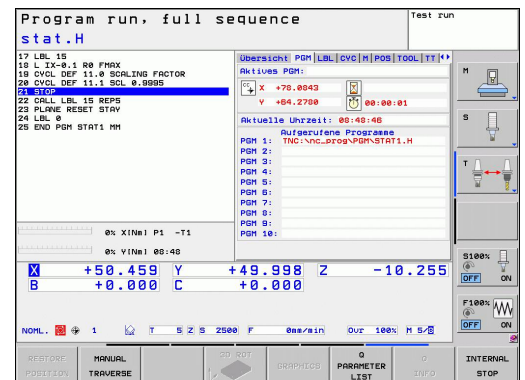 Program run, full sequence
Test run
stat.H
17 LBL 15
18 L IX-0.1 R0 FMAX
19 CYCL DEF 11.0 SCALING FACTOR
20 CYCL DEF 11.1 SCL 0.9995
21 STOP
22 CALL LBL 15 REP5
23 PLANE RESET STAY
24 LBL 0
25 END PGM STAT1 MM
0% X[Nm] P1 -T1
0% Y[Nm] 08:48
Übersicht PGM LBL CYC M POS TOOL TT
Aktives PGM:
CC X +78.0843
Y +64.2780 00:00:01
Aktuelle Uhrzeit: 08:48:46
Aufgerufene Programme
PGM 1: TNC:\nc_prog\PGM\STAT1.H
PGM 2:
PGM 3:
PGM 4:
PGM 5:
PGM 6:
PGM 7:
PGM 8:
PGM 9:
PGM 10:
X +50.459 Y +49.998 Z -10.255
B +0.000 C +0.000
NOML. 1 T 5 Z S 2500 F 0mm/min Ovr 100% M 5/8
M
S
T
S100%
OFF ON
F100%
OFF ON
RESTORE POSITION
MANUAL TRAVERSE
3D ROT
GRAPHICS
Q PARAMETER LIST
Q INFO
INTERNAL STOP